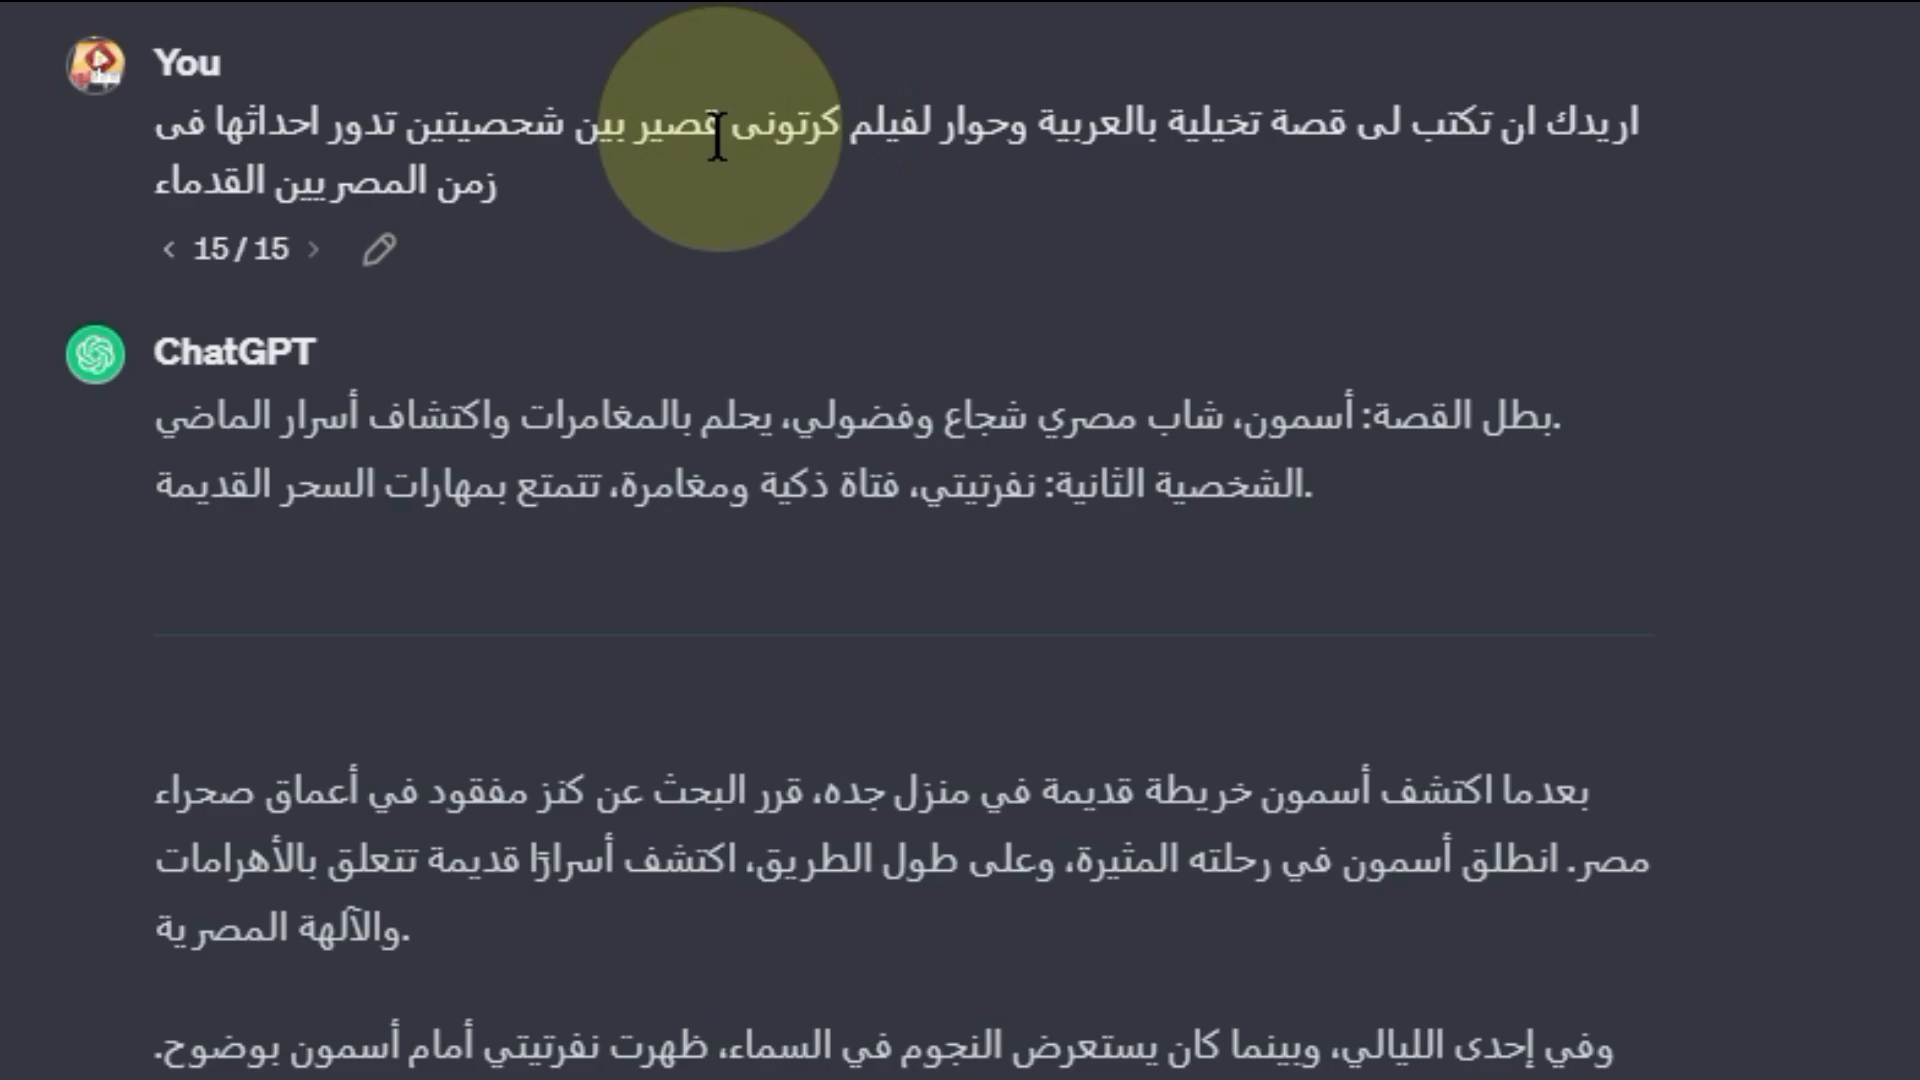 You
اريدك ان تكتب لى قصة تخيلية بالعربية وحوار لفيلم كرتونى قصير بين شحصيتين تدور احداثها فى
زمن المصريين القدماء
< 15 / 15 >
ChatGPT
بطل القصة: أسمون، شاب مصري شجاع وفضولي، يحلم بالمغامرات واكتشاف أسرار الماضي.
الشخصية الثانية: نفرتيتي، فتاة ذكية ومغامرة، تتمتع بمهارات السحر القديمة.
بعدما اكتشف أسمون خريطة قديمة في منزل جده، قرر البحث عن كنز مفقود في أعماق صحراء
مصر. انطلق أسمون في رحلته المثيرة، وعلى طول الطريق، اكتشف أسرارًا قديمة تتعلق بالأهرامات
والآلهة المصرية.
وفي إحدى الليالي، وبينما كان يستعرض النجوم في السماء، ظهرت نفرتيتي أمام أسمون بوضوح.